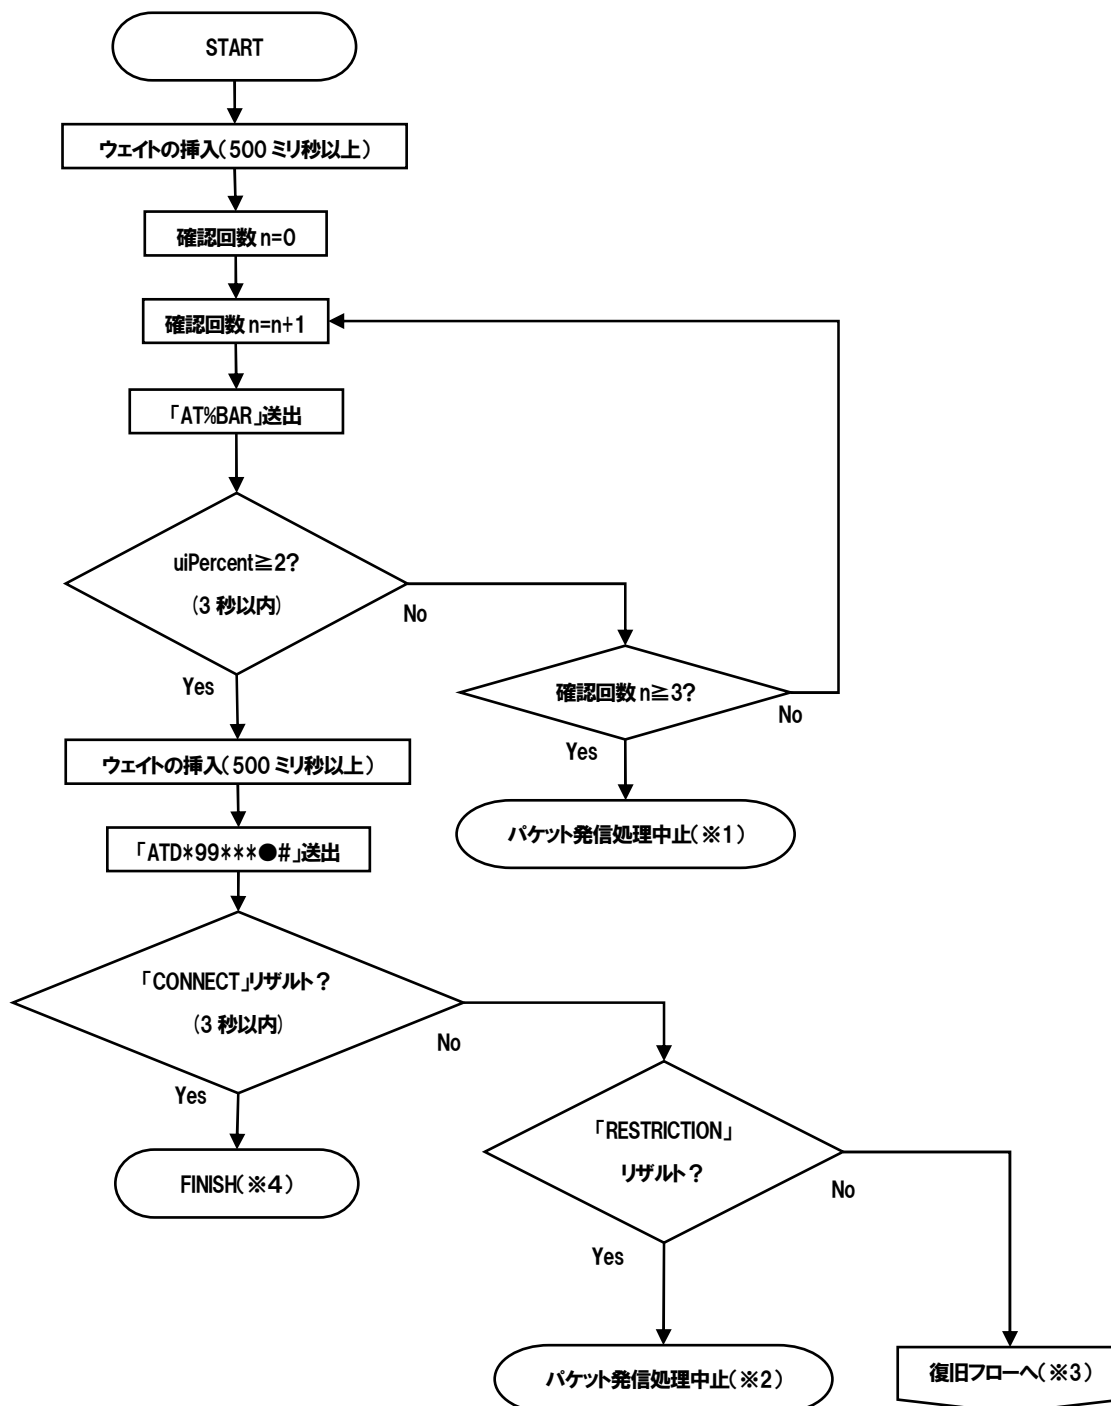 START
ウェイトの挿入(500 ミリ秒以上)
確認回数 n=0
確認回数 n=n+1
「AT%BAR」送出
uiPercent≧2?
(3 秒以内)
No
Yes
確認回数 n≧3?
No
Yes
ウェイトの挿入(500 ミリ秒以上)
パケット発信処理中止(※1)
「ATD*99***●#」送出
「CONNECT」リザルト?
(3 秒以内)
No
Yes
「RESTRICTION」
リザルト?
FINISH(※4)
No
Yes
パケット発信処理中止(※2)
復旧フローへ(※3)